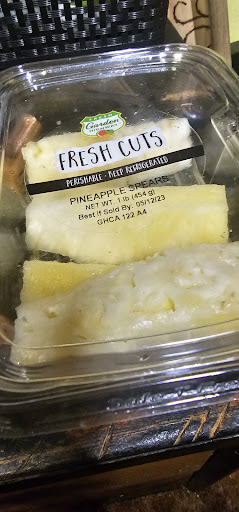 Garden
HIGHWAY
FRESH CUTS
PERISHABLE · KEEP REFRIGERATED
PINEAPPLE SPEARS
NET WT. 1 lb (454 g)
Best If Sold By: 05/12/23
GHCA 122 A4